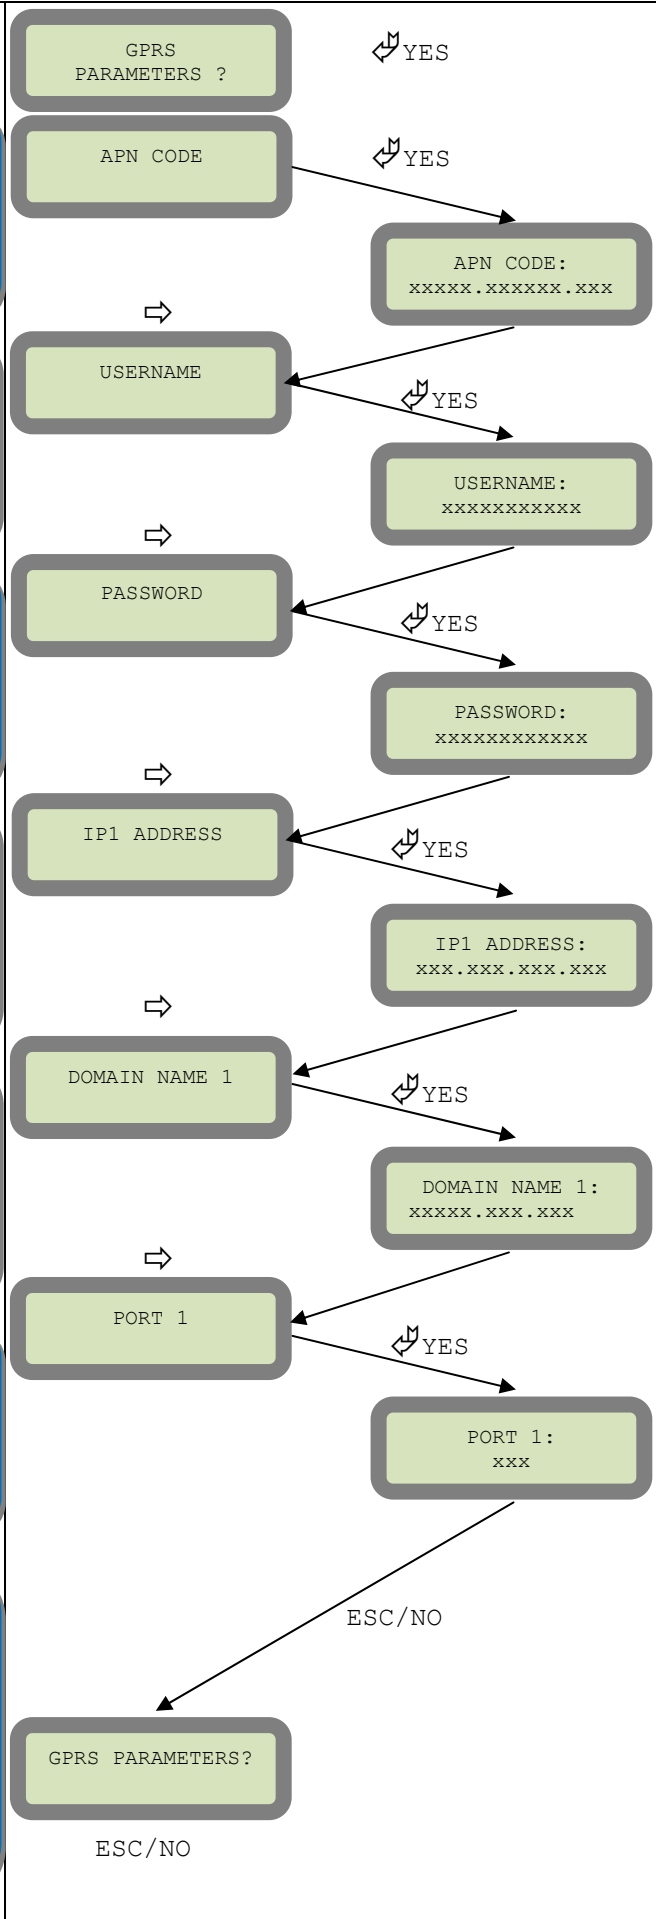 GPRS
PARAMETERS ?
YES
APN CODE
YES
APN CODE:
xxxxx.xxxxxx.xxx
USERNAME
YES
USERNAME:
xxxxxxxxxxx
PASSWORD
YES
PASSWORD:
xxxxxxxxxxxx
IP1 ADDRESS
YES
IP1 ADDRESS:
xxx.xxx.xxx.xxx
DOMAIN NAME 1
YES
DOMAIN NAME 1:
xxxxx.xxx.xxx
PORT 1
YES
PORT 1:
xxx
ESC/NO
GPRS PARAMETERS?
ESC/NO